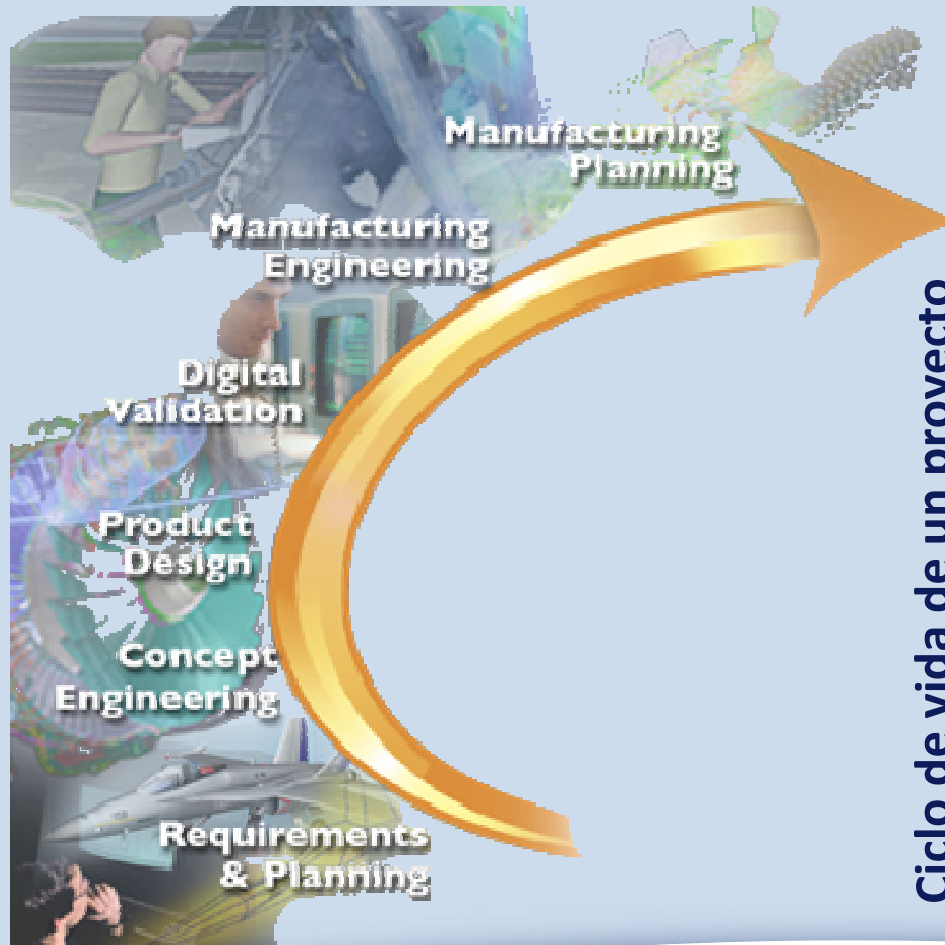 Manufacturing
Planning
Manufacturing
Engineering
Digital
Validation
Product
Design
Concept
Engineering
Requirements
& Planning
Ciclo de vida de un proyecto